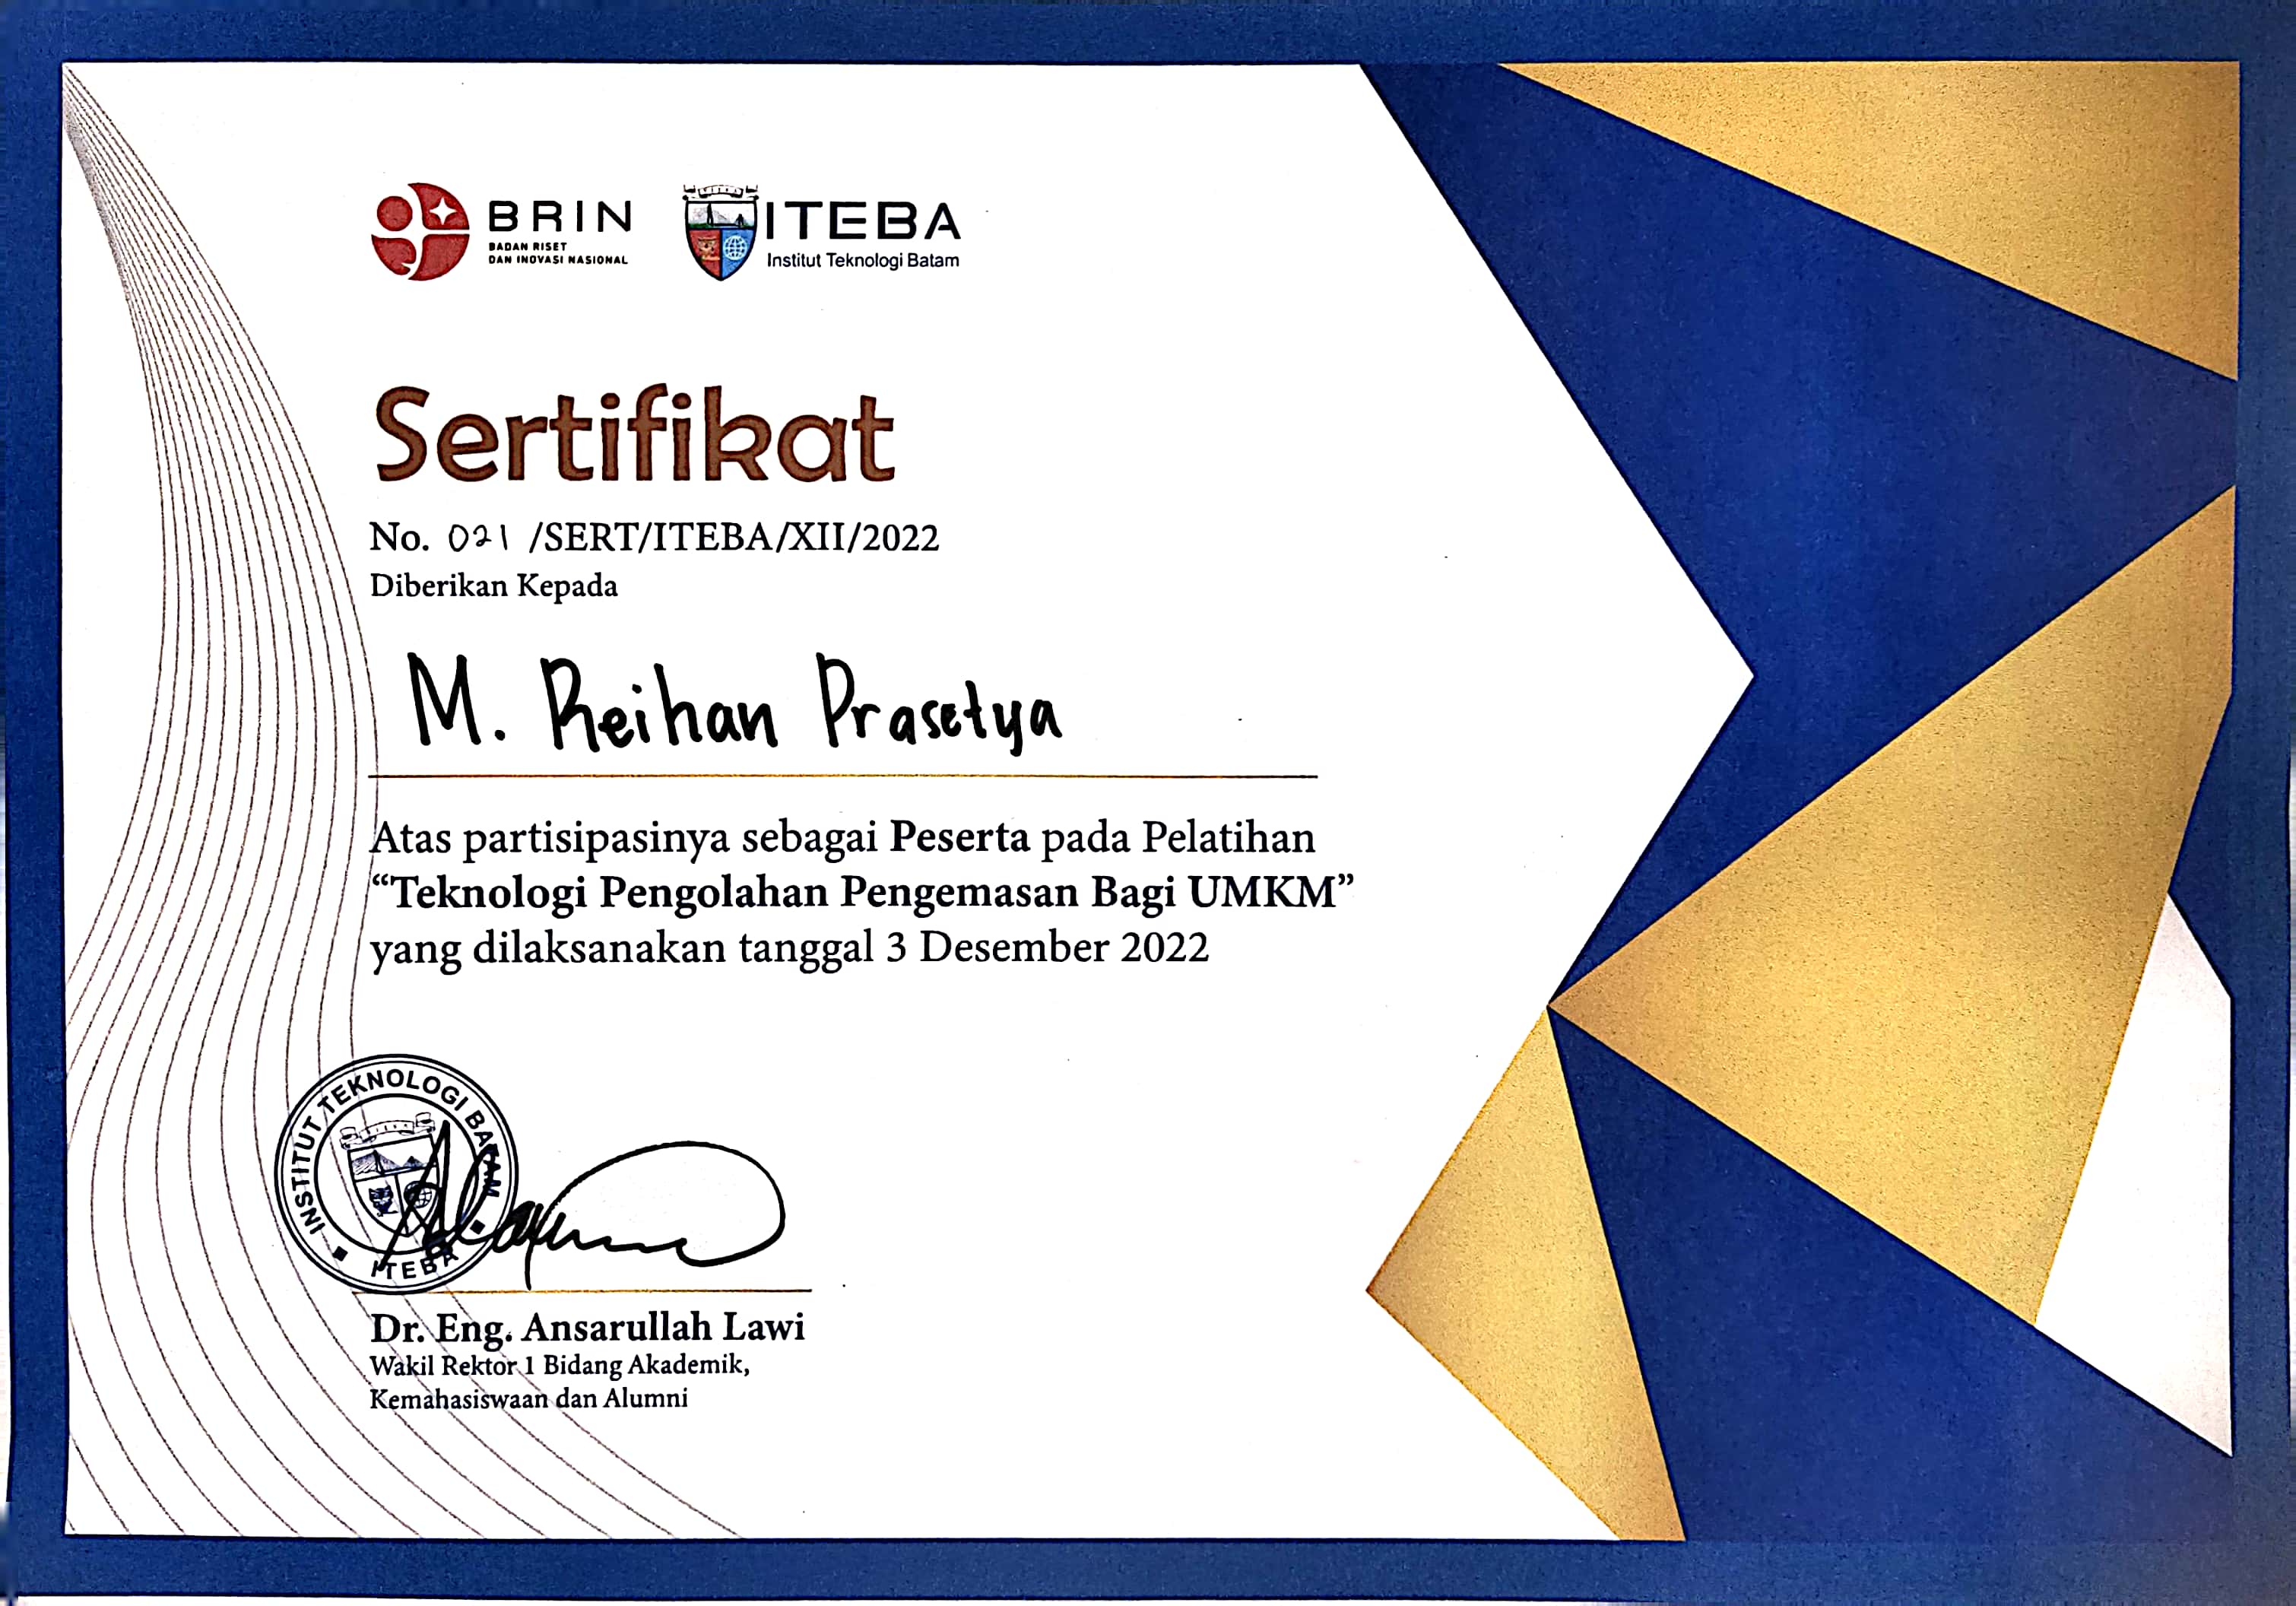 BRIN
BADAN RISET
DAN INOVASI NASIONAL
ITEBA
Institut Teknologi Batam
Sertifikat
No. 021 /SERT/ITEBA/XII/2022
Diberikan Kepada
M. Reihan Prasetya
Atas partisipasinya sebagai Peserta pada Pelatihan
“Teknologi Pengolahan Pengemasan Bagi UMKM”
yang dilaksanakan tanggal 3 Desember 2022
INSTITUT TEKNOLOGI BATAM
ITEBA
Dr. Eng. Ansarullah Lawi
Wakil Rektor 1 Bidang Akademik,
Kemahasiswaan dan Alumni